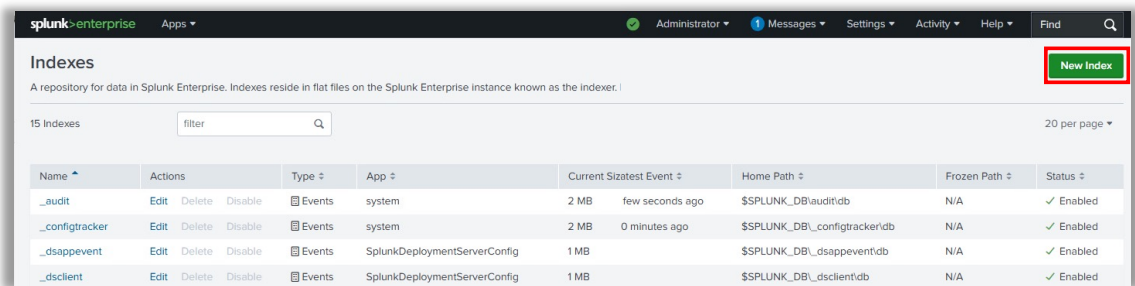 splunk>enterprise Apps ▾ Administrator ▾ 1 Messages ▾ Settings ▾ Activity ▾ Help ▾ Find
Indexes
New Index
A repository for data in Splunk Enterprise. Indexes reside in flat files on the Splunk Enterprise instance known as the indexer.
15 Indexes filter 20 per page ▾
Name Actions Type App Current Sizatest Event Home Path Frozen Path Status
_audit Edit Delete Disable Events system 2 MB few seconds ago $SPLUNK_DB\audit\db N/A ✓ Enabled
_configtracker Edit Delete Disable Events system 2 MB 0 minutes ago $SPLUNK_DB\_configtracker\db N/A ✓ Enabled
_dsappevent Edit Delete Disable Events SplunkDeploymentServerConfig 1 MB $SPLUNK_DB\_dsappevent\db N/A ✓ Enabled
_dsclient Edit Delete Disable Events SplunkDeploymentServerConfig 1 MB $SPLUNK_DB\_dsclient\db N/A ✓ Enabled